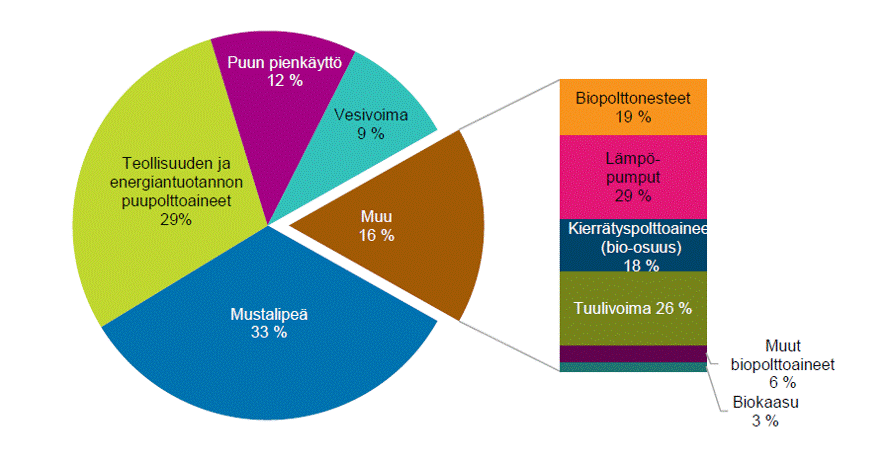 Puun pienkäyttö
12 %
Vesivoima
9 %
Teollisuuden ja
energiantuotannon
puupolttoaineet
29%
Muu
16 %
Mustalipeä
33 %
Biopolttonesteet
19 %
Lämpö-
pumput
29 %
Kierrätyspolttoainee
(bio-osuus)
18 %
Tuulivoima 26 %
Muut
biopolttoaineet
6 %
Biokaasu
3 %